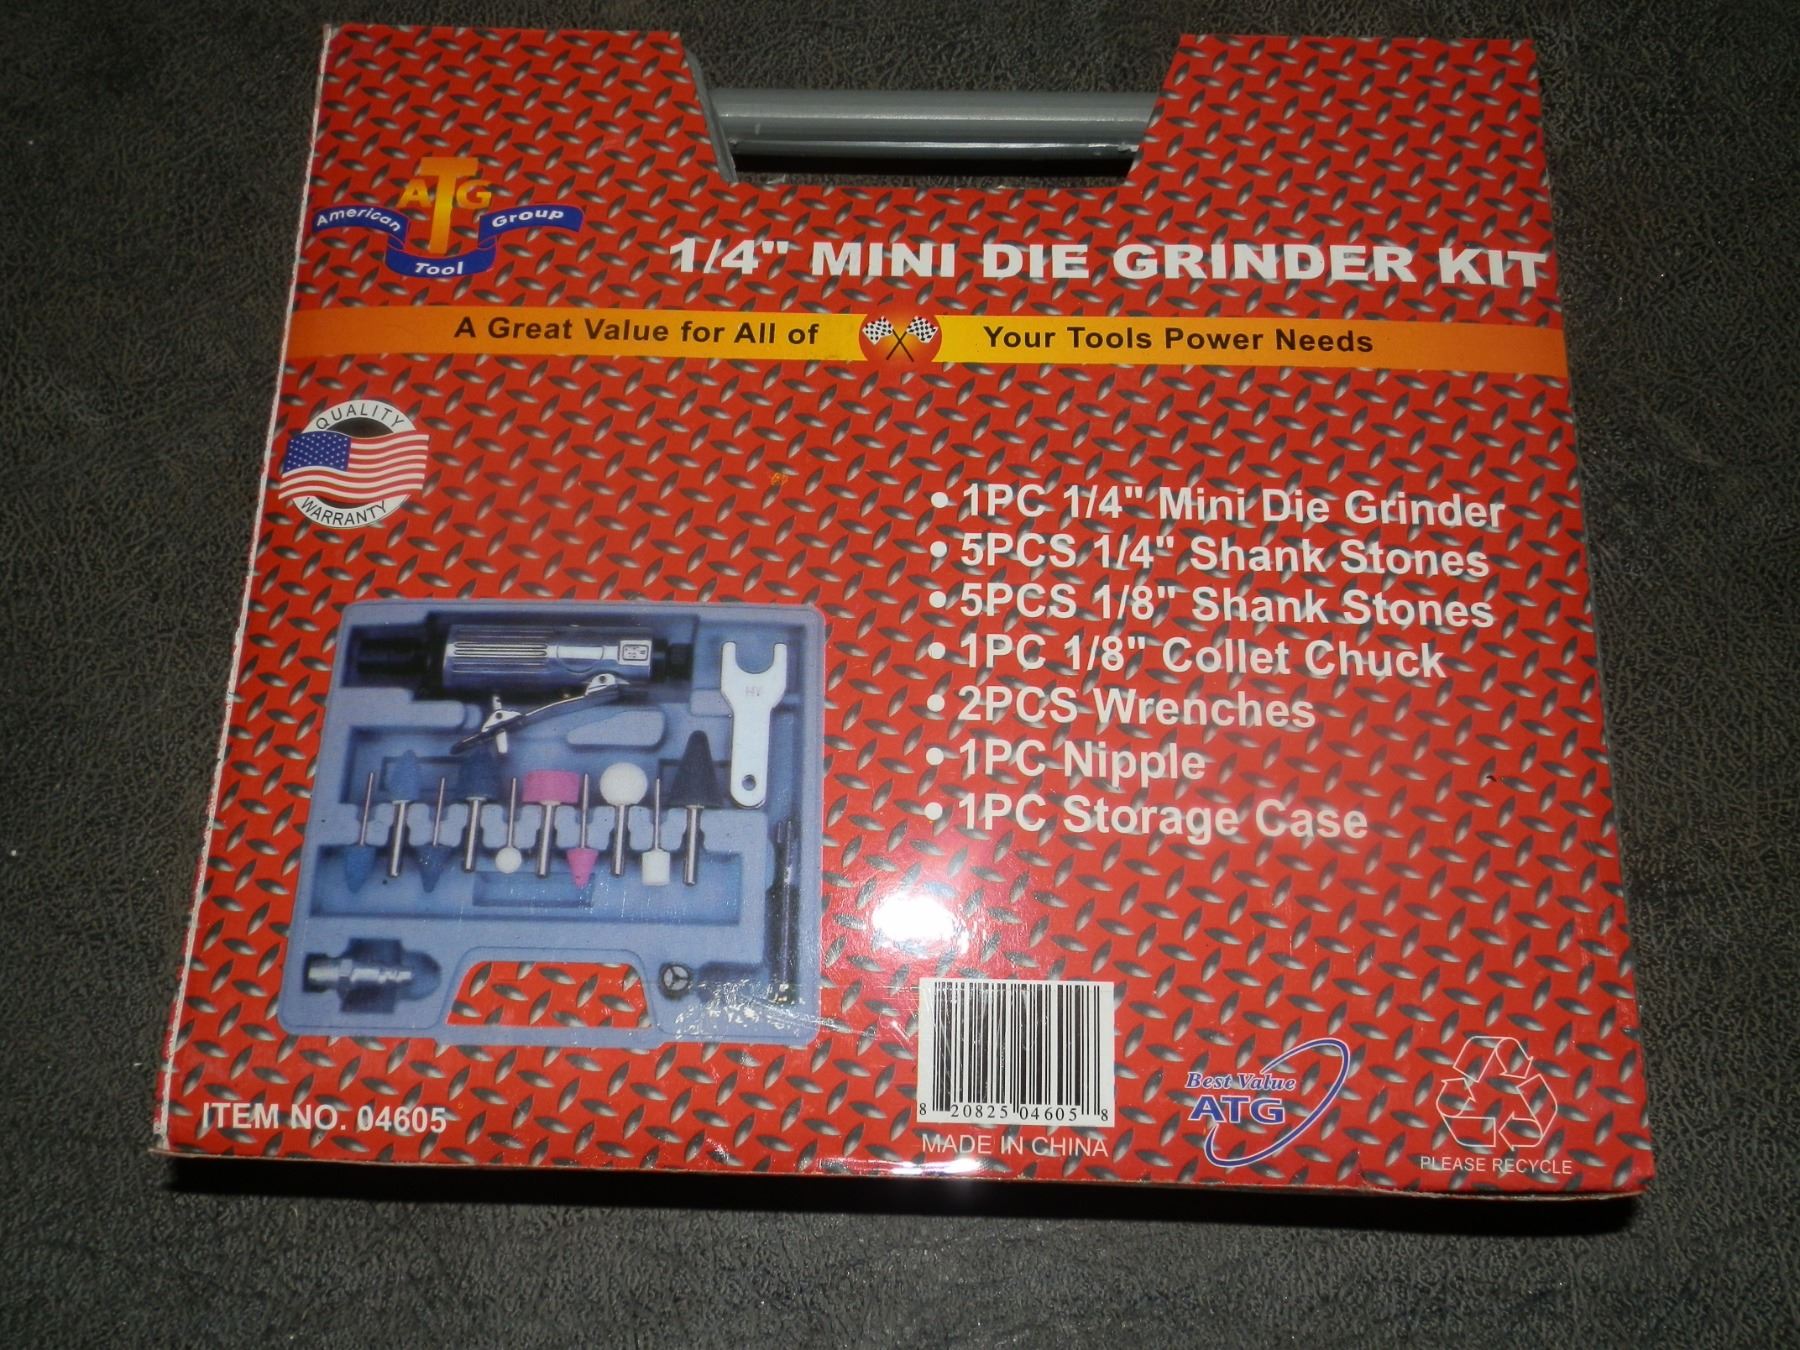 ATG
American Tool Group
1/4" MINI DIE GRINDER KIT
A Great Value for All of Your Tools Power Needs
QUALITY
WARRANTY
• 1PC 1/4" Mini Die Grinder
• 5PCS 1/4" Shank Stones
• 5PCS 1/8" Shank Stones
• 1PC 1/8" Collet Chuck
• 2PCS Wrenches
• 1PC Nipple
• 1PC Storage Case
ITEM NO. 04605
8 20825 04605 8
MADE IN CHINA
Best Value
ATG
PLEASE RECYCLE